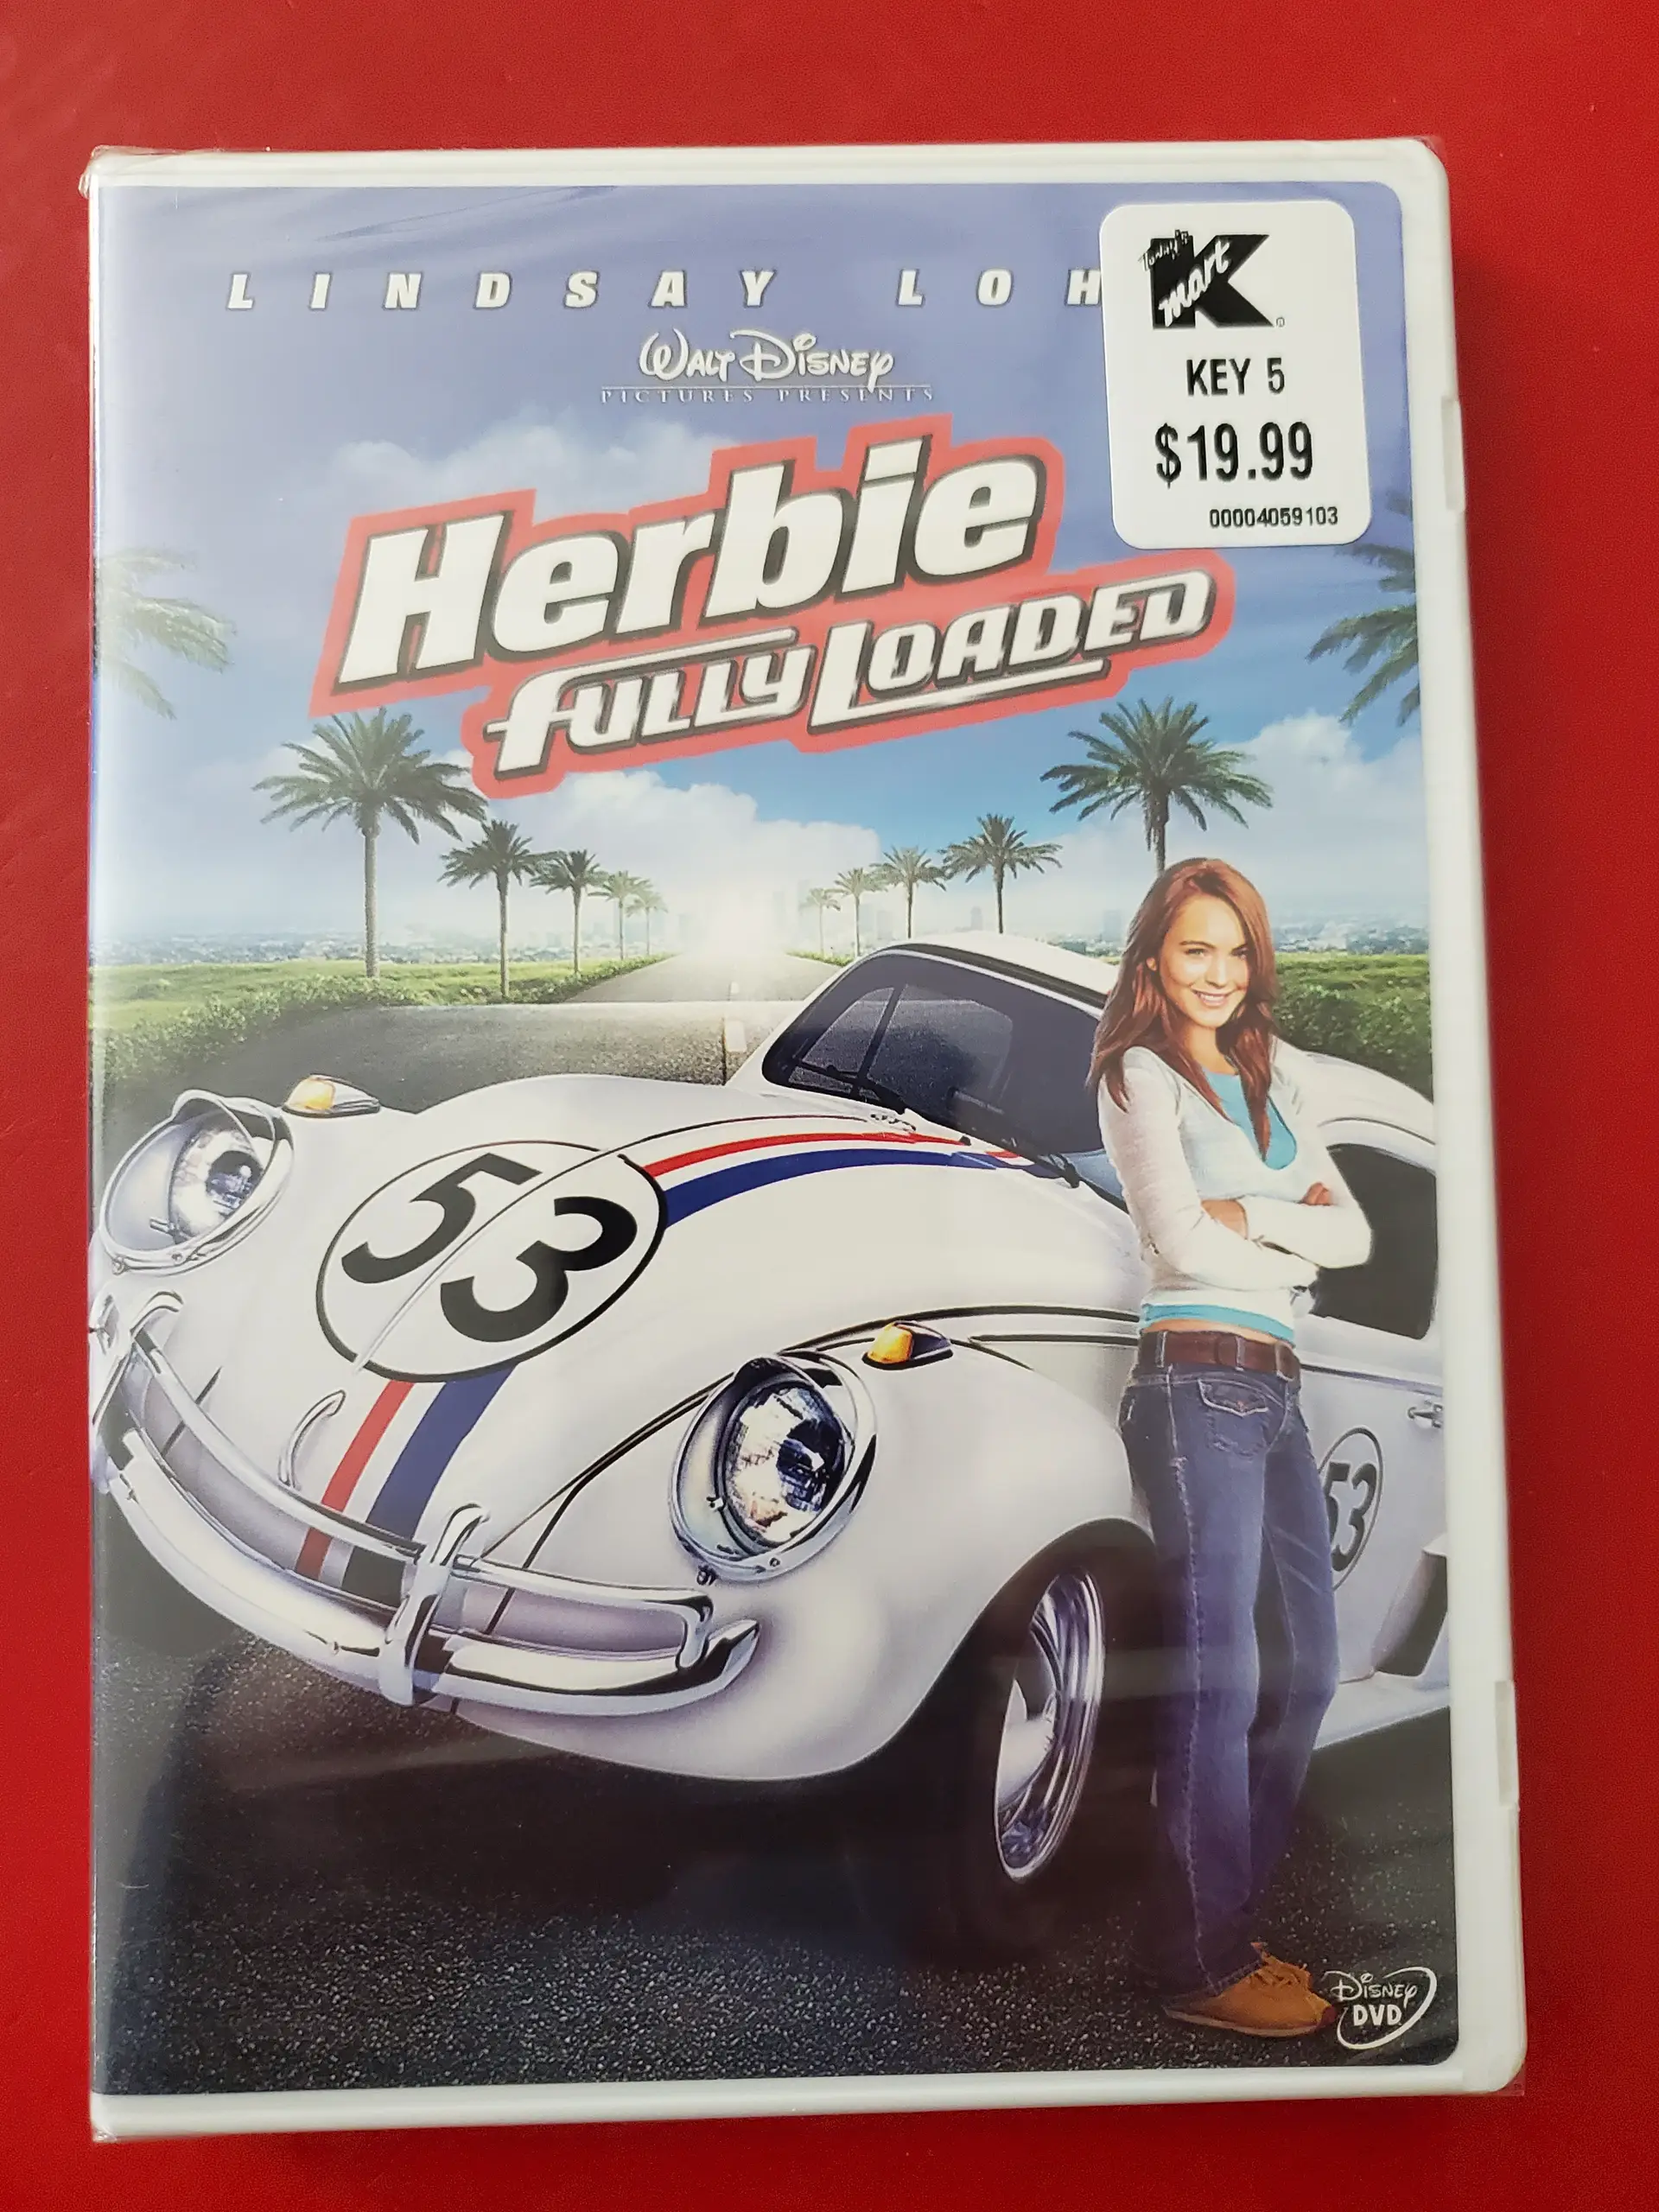 LINDSAY LOH
Today's
Kmart
KEY 5
$19.99
00004059103
WALT DISNEY
PICTURES PRESENTS
Herbie
FULLY LOADED
53
53
DISNEY
DVD